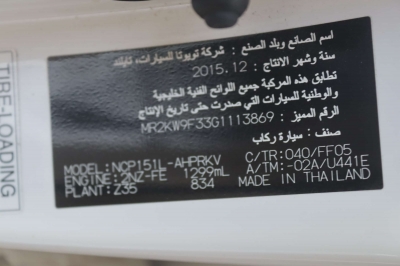 اسم الصانع وبلد الصنع : شركة تويوتا للسيارات، تايلند
سنة وشهر الانتاج : 2015.12
تطابق هذه المركبة جميع اللوائح الفنية الخليجية
والوطنية للسيارات التي صدرت حتى تاريخ الإنتاج
الرقم المميز : MR2KW9F33G1113869
صنف : سيارة ركاب
MODEL:NCP151L-AHPRKV C/TR:040/FF05
ENGINE:2NZ-FE 1299mL A/TM:-02A/U441E
PLANT:Z35 834 MADE IN THAILAND
TIRE-LOADING